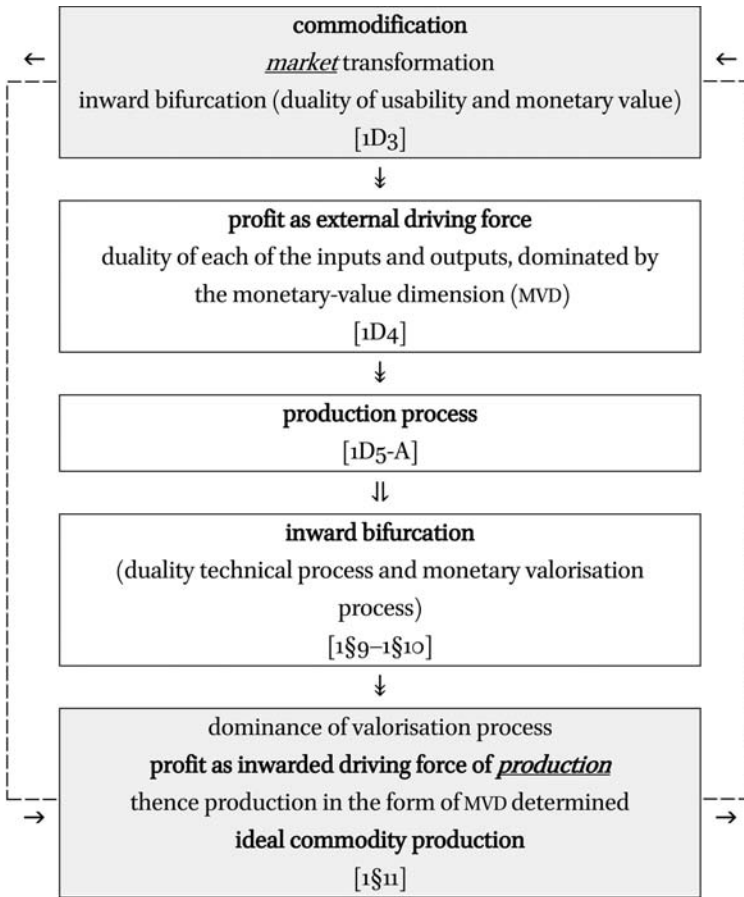 commodification
← ←
market transformation
inward bifurcation (duality of usability and monetary value)
[1D3]
↡
profit as external driving force
duality of each of the inputs and outputs, dominated by
the monetary-value dimension (MVD)
[1D4]
↡
production process
[1D5-A]
⇓
inward bifurcation
(duality technical process and monetary valorisation
process)
[1§9–1§10]
↡
dominance of valorisation process
profit as inwarded driving force of production
thence production in the form of MVD determined
→ →
ideal commodity production
[1§11]